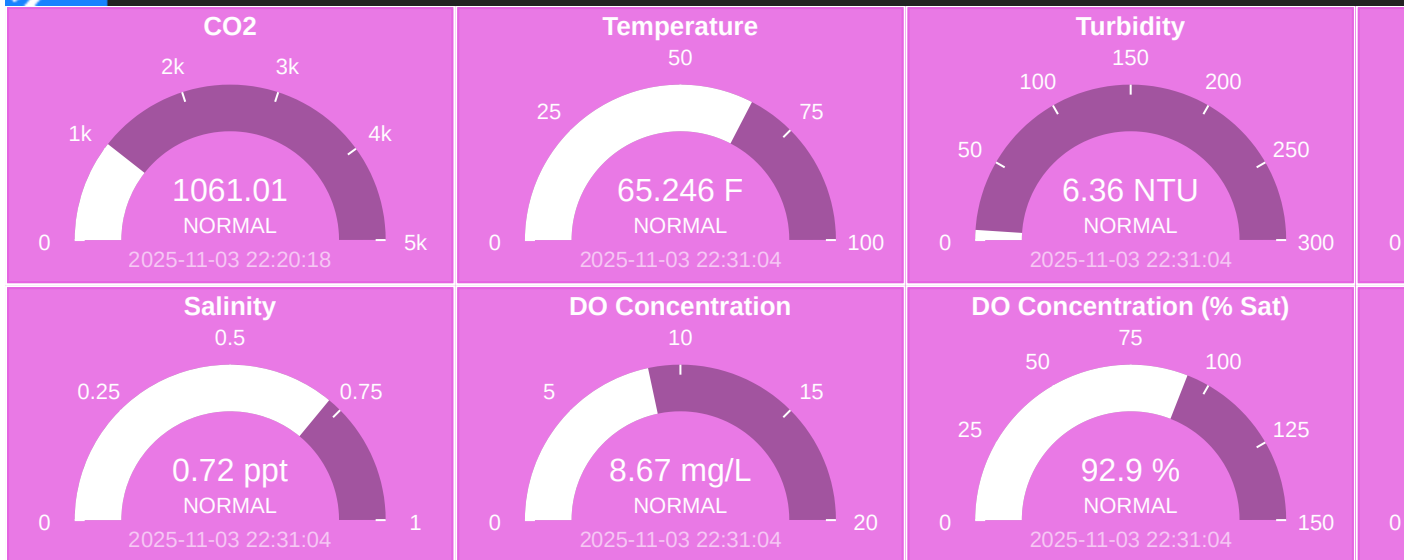 CO2
2k
3k
1k
4k
1061.01
NORMAL
0
5k
2025-11-03 22:20:18
Temperature
50
25
75
65.246 F
NORMAL
0
100
2025-11-03 22:31:04
Turbidity
150
100
200
50
250
6.36 NTU
NORMAL
0
300
2025-11-03 22:31:04
0
Salinity
0.5
0.25
0.75
0.72 ppt
NORMAL
0
1
2025-11-03 22:31:04
DO Concentration
10
5
15
8.67 mg/L
NORMAL
0
20
2025-11-03 22:31:04
DO Concentration (% Sat)
75
50
100
25
125
92.9 %
NORMAL
0
150
2025-11-03 22:31:04
0